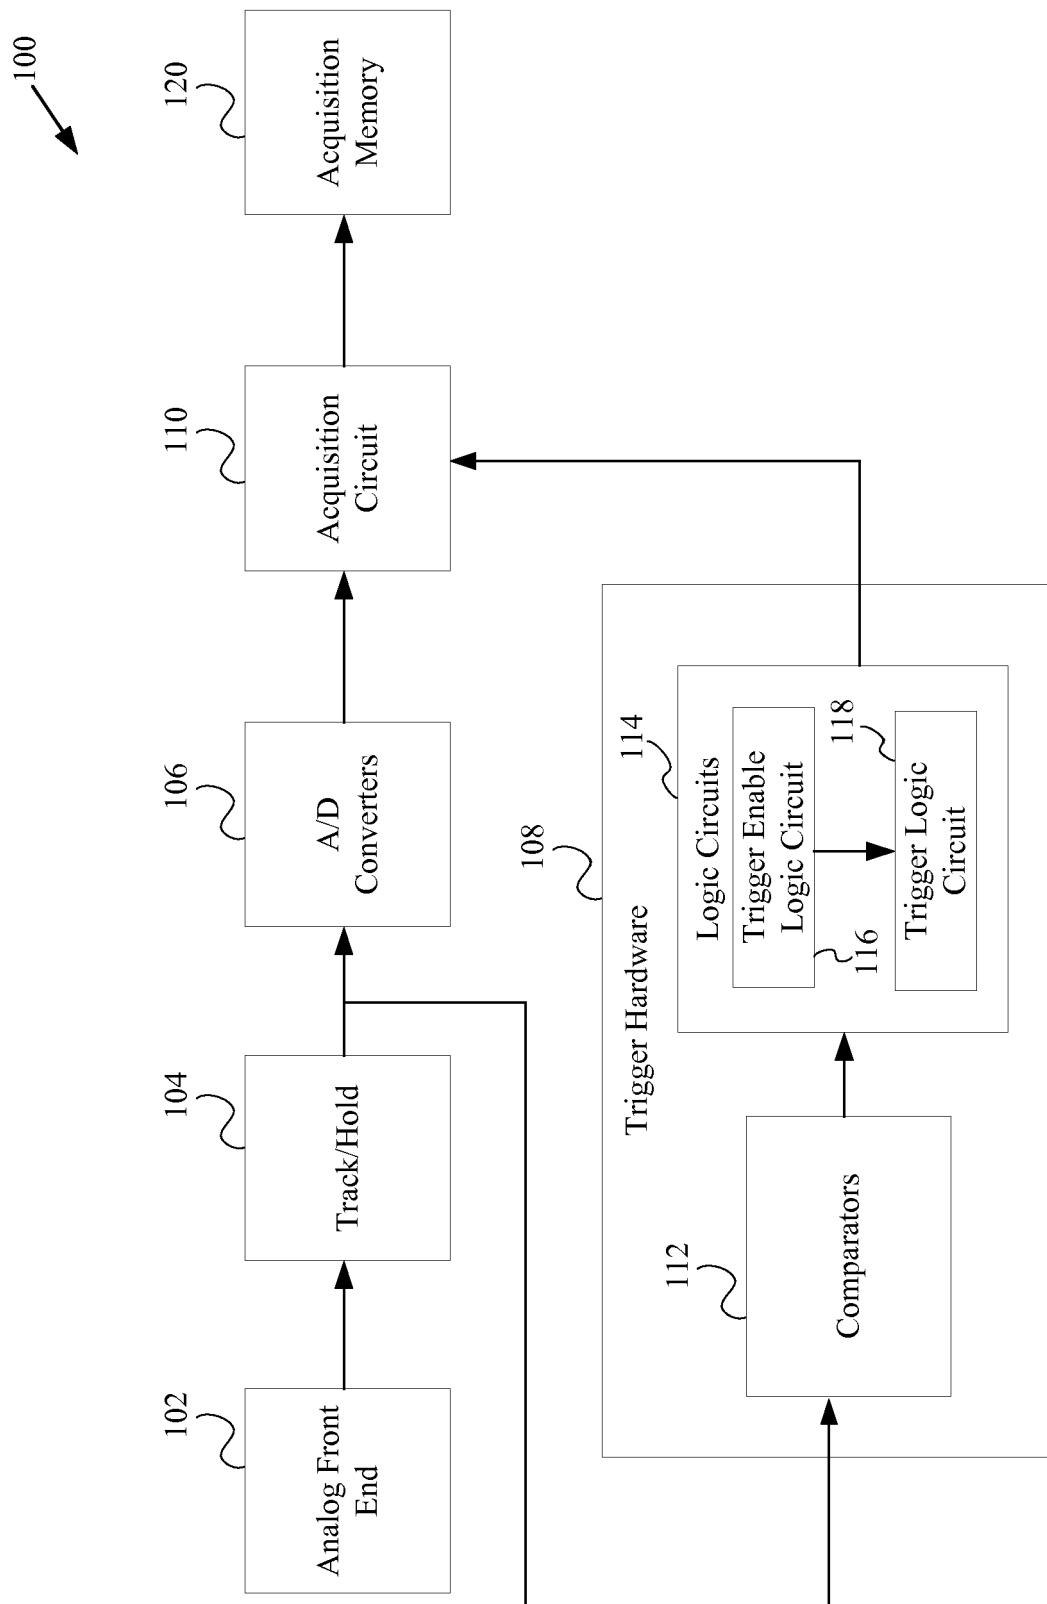 100
102
Analog Front
End
104
Track/Hold
106
A/D
Converters
110
Acquisition
Circuit
120
Acquisition
Memory
108
Trigger Hardware
112
Comparators
114
Logic Circuits
Trigger Enable
Logic Circuit
116
118
Trigger Logic
Circuit